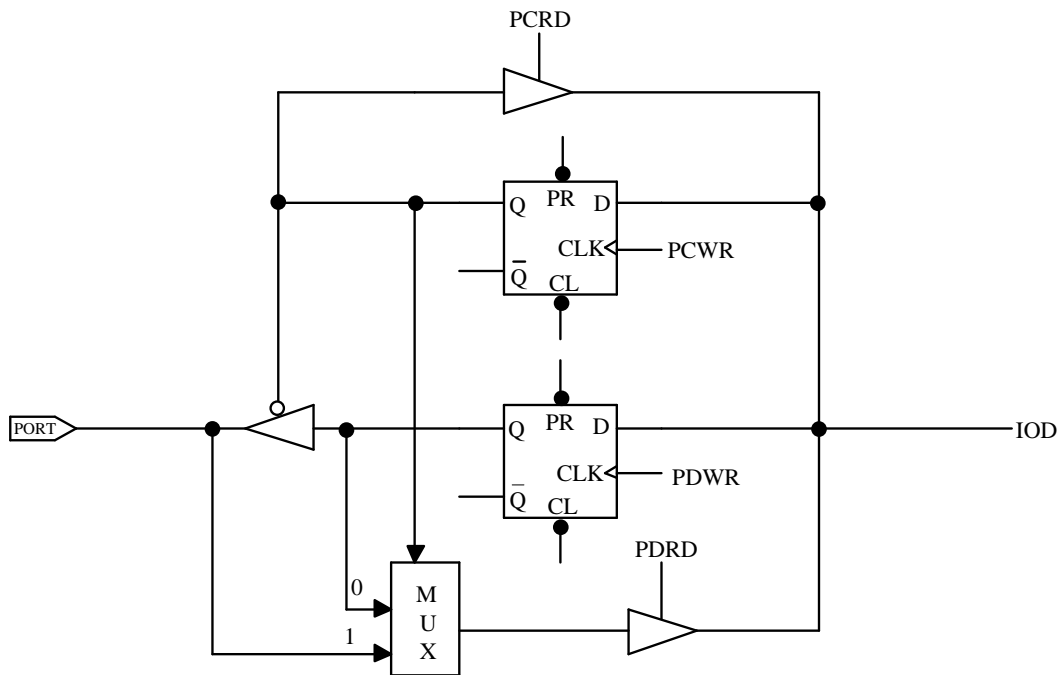 PCRD
Q PR D
CLK PCWR
Q̅ CL
PORT
Q PR D
IOD
CLK PDWR
Q̅ CL
PDRD
0
1
M
U
X